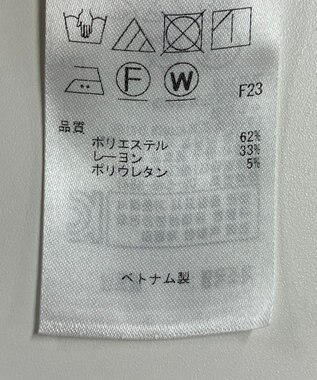 F W
F23
品質
ポリエステル 62%
レーヨン 33%
ポリウレタン 5%
ベトナム製